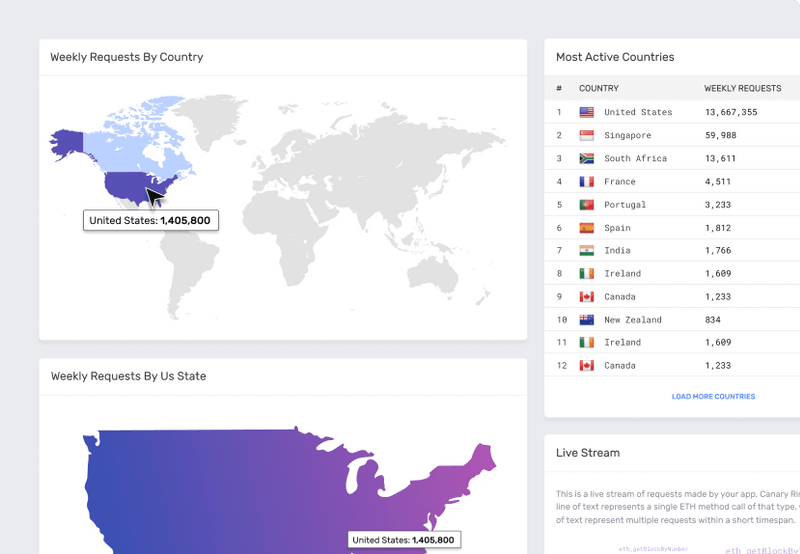 Weekly Requests By Country
United States: 1,405,800
Weekly Requests By Us State
United States: 1,405,800
Most Active Countries
# COUNTRY WEEKLY REQUESTS
1 United States 13,667,355
2 Singapore 59,988
3 South Africa 13,611
4 France 4,511
5 Portugal 3,233
6 Spain 1,812
7 India 1,766
8 Ireland 1,609
9 Canada 1,233
10 New Zealand 834
11 Ireland 1,609
12 Canada 1,233
LOAD MORE COUNTRIES
Live Stream
This is a live stream of requests made by your app, Canary Ri
line of text represents a single ETH method call of that type,
of text represent multiple requests within a short timespan.
eth_getBlockByNumber
eth_getBlockBy